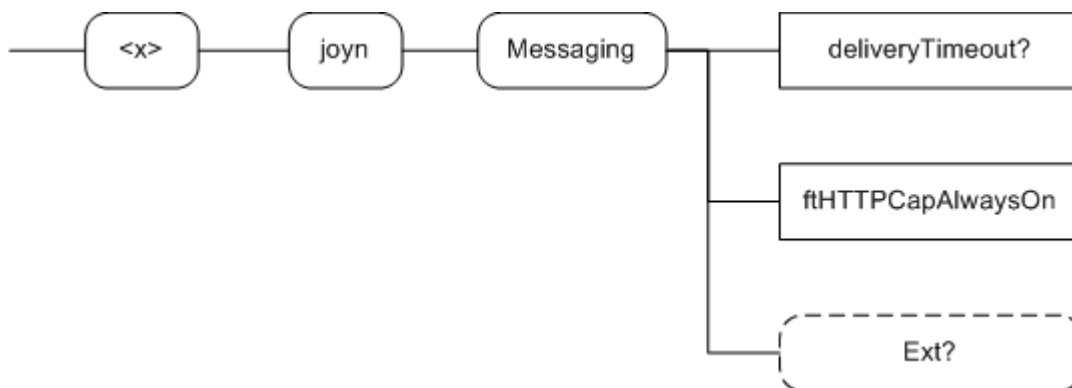 <x>
joyn
Messaging
deliveryTimeout?
ftHTTPCapAlwaysOn
Ext?